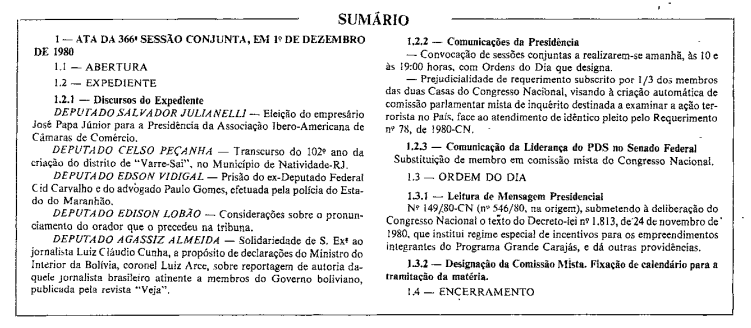 SUMÁRIO
1 — ATA DA 366ª SESSÃO CONJUNTA, EM 1º DE DEZEMBRO
DE 1980
1.1 — ABERTURA
1.2 — EXPEDIENTE
1.2.1 — Discursos do Expediente
DEPUTADO SALVADOR JULIANELLI — Eleição do empresário
José Papa Júnior para a Presidência da Associação Ibero-Americana de
Câmaras de Comércio.
DEPUTADO CELSO PEÇANHA — Transcurso do 102º ano da
criação do distrito de "Varre-Sai", no Município de Natividade-RJ.
DEPUTADO EDSON VIDIGAL — Prisão do ex-Deputado Federal
Cid Carvalho e do advogado Paulo Gomes, efetuada pela polícia do Esta-
do do Maranhão.
DEPUTADO EDISON LOBÃO — Considerações sobre o pronun-
ciamento do orador que o precedeu na tribuna.
DEPUTADO AGASSIZ ALMEIDA — Solidariedade de S. Exª ao
jornalista Luiz Cláudio Cunha, a propósito de declarações do Ministro do
Interior da Bolívia, coronel Luiz Arce, sobre reportagem de autoria da-
quele jornalista brasileiro atinente a membros do Governo boliviano,
publicada pela revista "Veja".
1.2.2 — Comunicações da Presidência
— Convocação de sessões conjuntas a realizarem-se amanhã, às 10 e
às 19:00 horas, com Ordens do Dia que designa.
— Prejudicialidade de requerimento subscrito por 1/3 dos membros
das duas Casas do Congresso Nacional, visando à criação automática de
comissão parlamentar mista de inquérito destinada a examinar a ação ter-
rorista no País, face ao atendimento de idêntico pleito pelo Requerimento
nº 78, de 1980-CN.
1.2.3 — Comunicação da Liderança do PDS no Senado Federal
Substituição de membro em comissão mista do Congresso Nacional.
1.3 — ORDEM DO DIA
1.3.1 — Leitura de Mensagem Presidencial
Nº 149/80-CN (nº 546/80, na origem), submetendo à deliberação do
Congresso Nacional o texto do Decreto-lei nº 1.813, de 24 de novembro de
1980, que institui regime especial de incentivos para os empreendimentos
integrantes do Programa Grande Carajás, e dá outras providências.
1.3.2 — Designação da Comissão Mista. Fixação de calendário para a
tramitação da matéria.
1.4 — ENCERRAMENTO